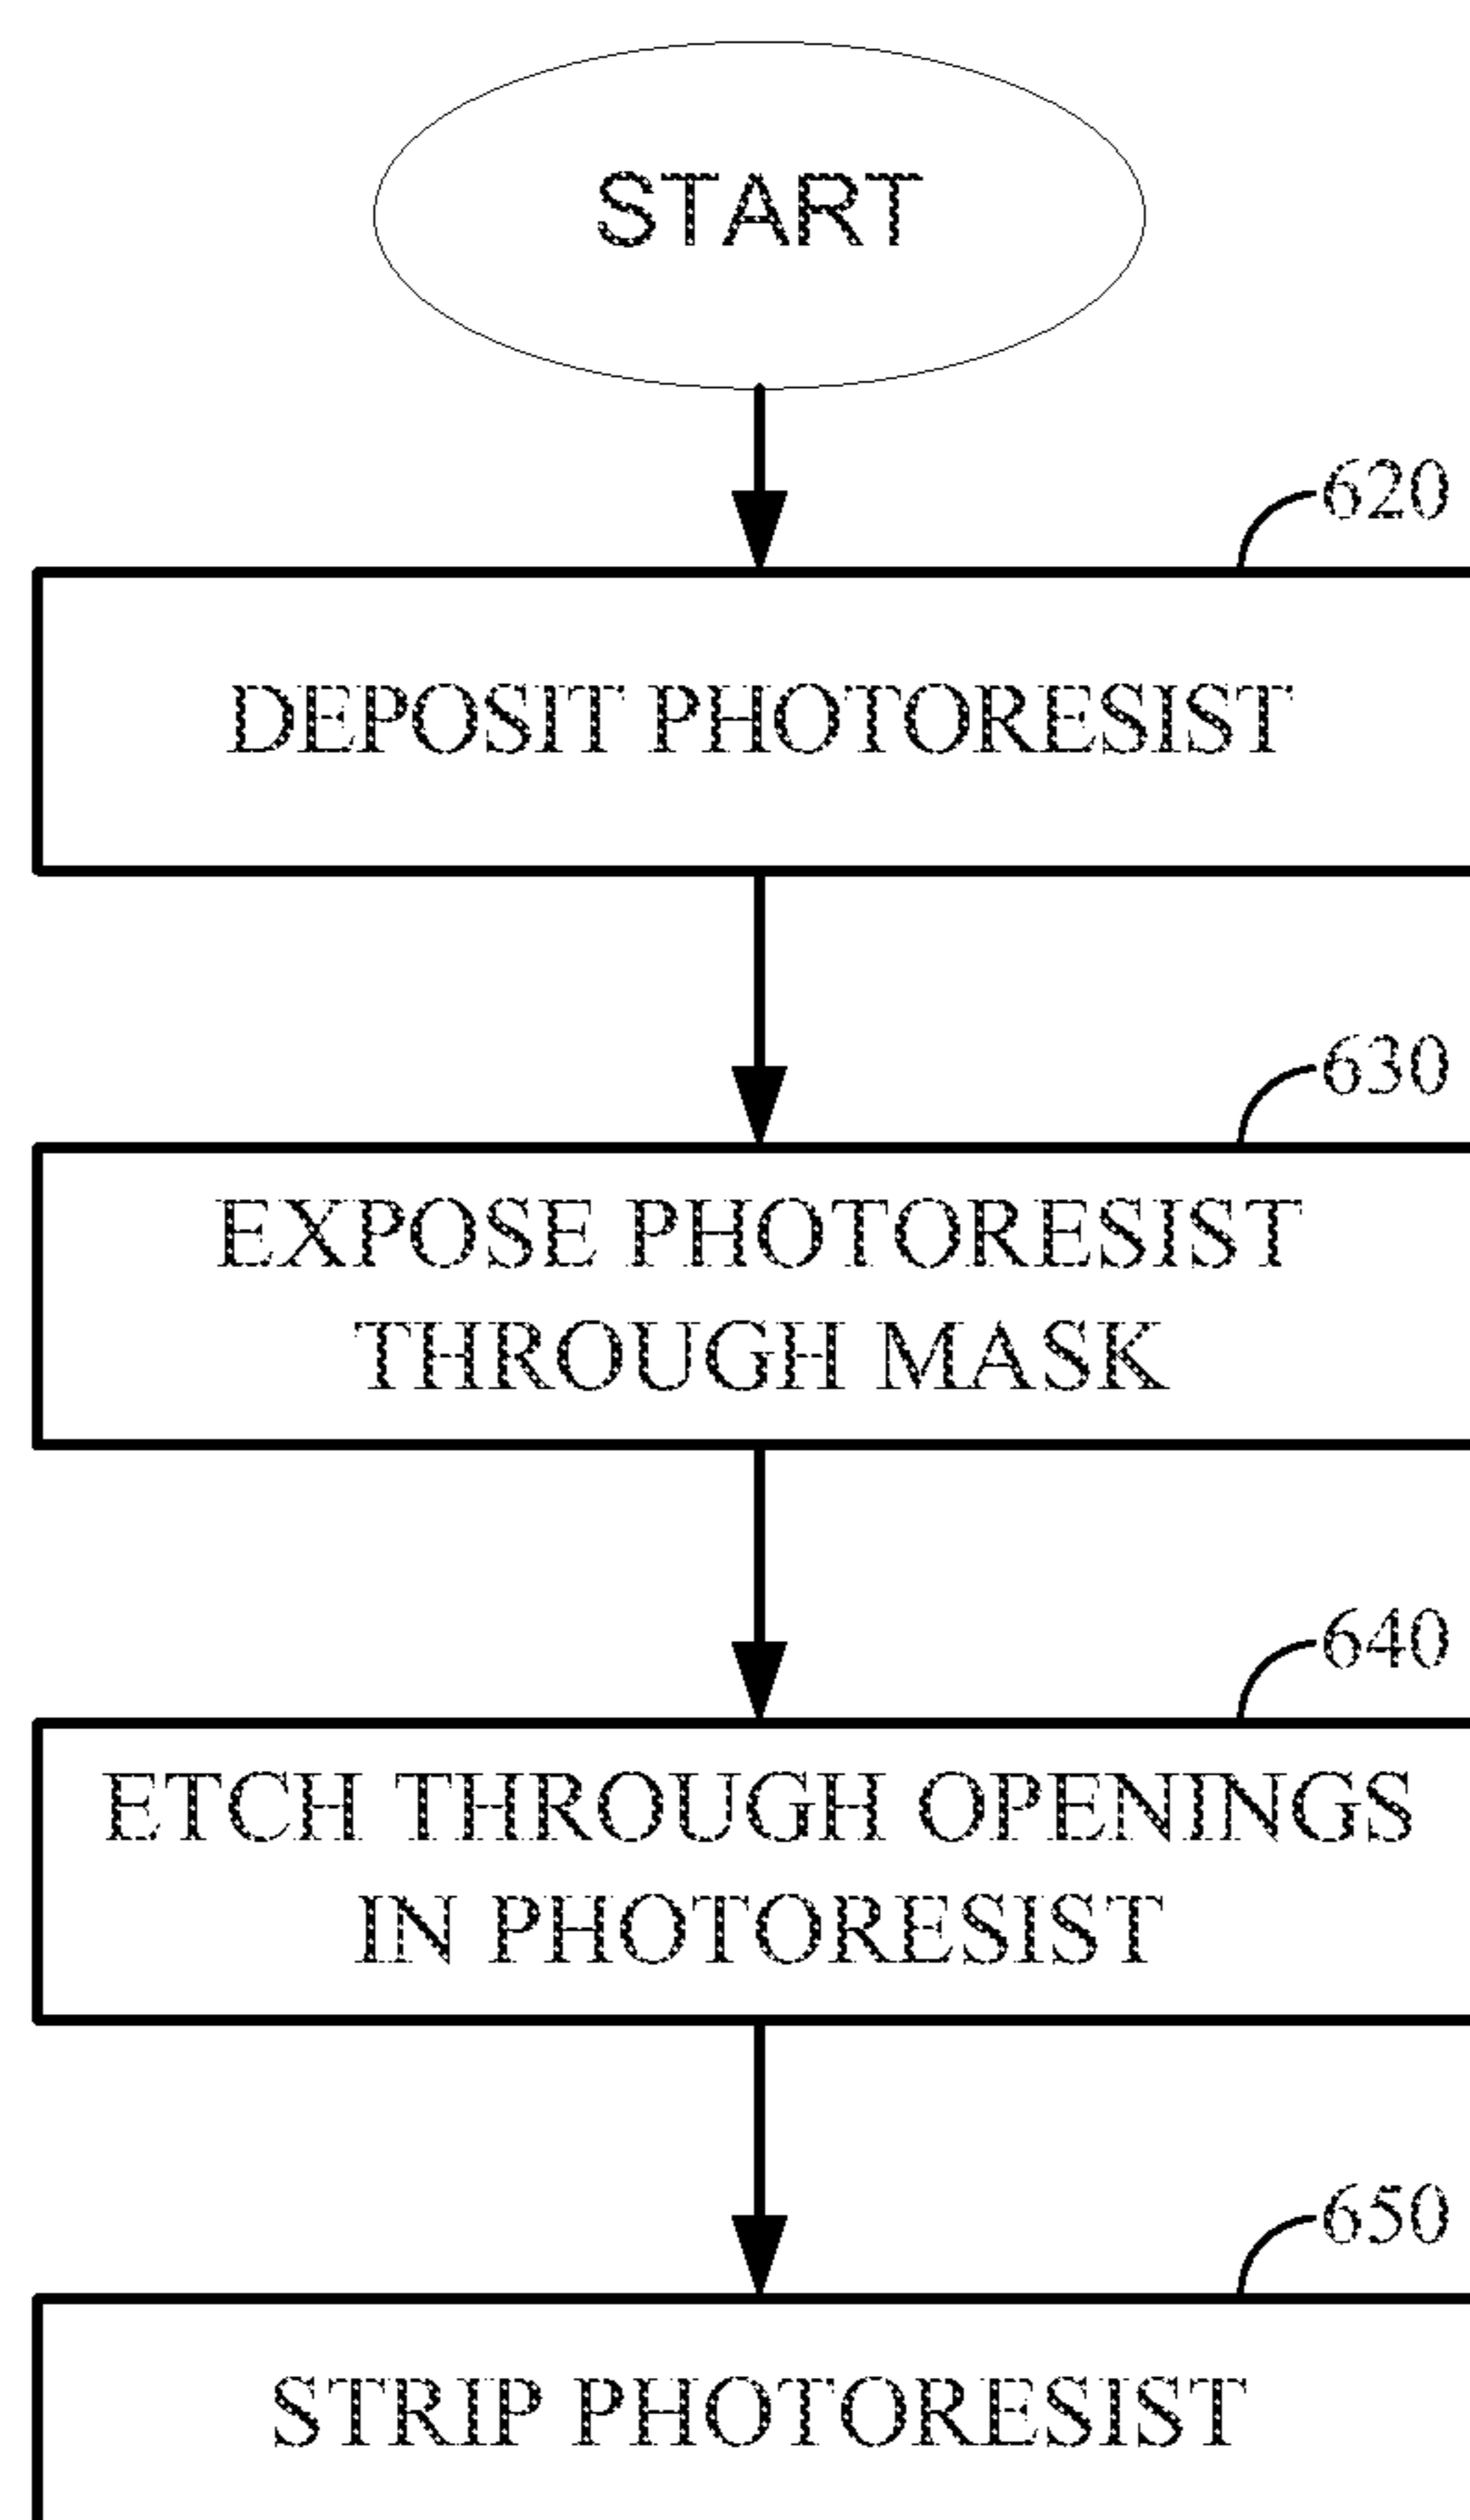 START
620
DEPOSIT PHOTORESIST
630
EXPOSE PHOTORESIST
THROUGH MASK
640
ETCH THROUGH OPENINGS
IN PHOTORESIST
650
STRIP PHOTORESIST